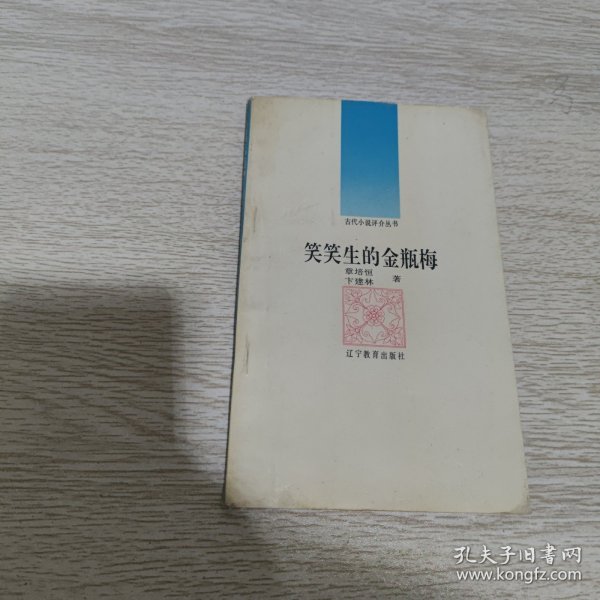 古代小说评介丛书
笑笑生的金瓶梅
章培恒
卞建林 著
辽宁教育出版社
孔夫子旧书网
www.kongfz.com